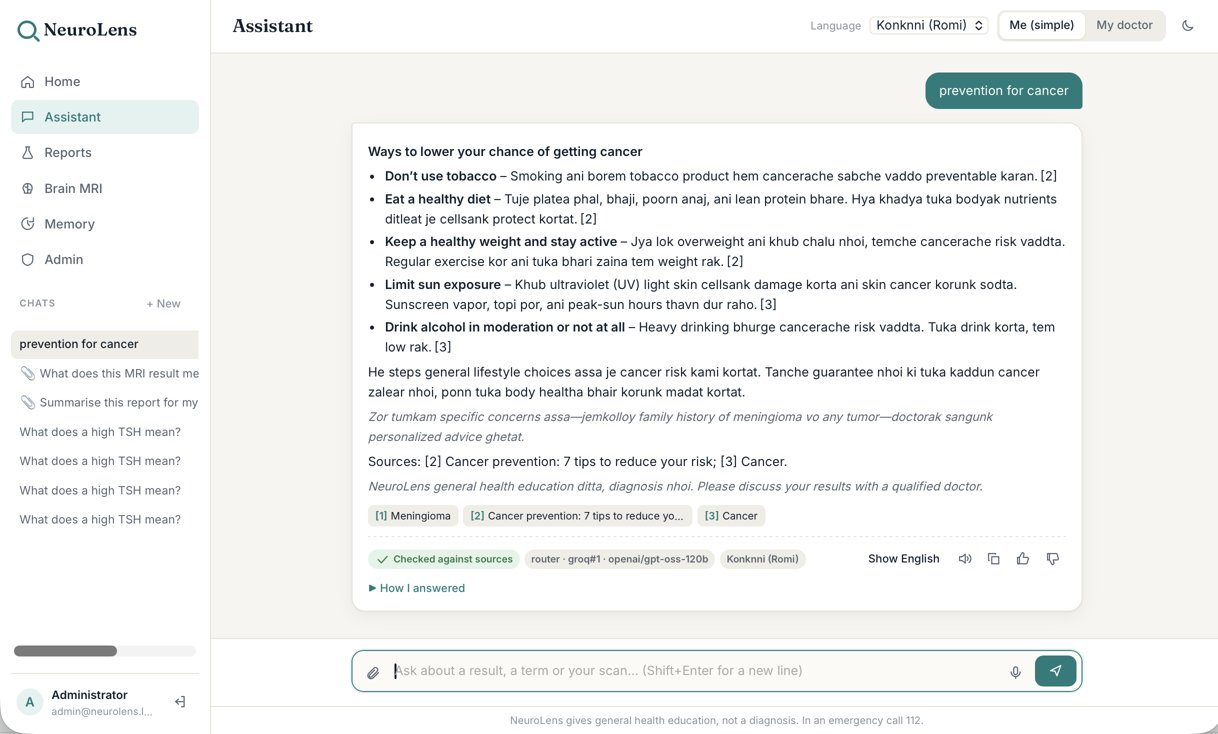 NeuroLens
Home
Assistant
Reports
Brain MRI
Memory
Admin
CHATS
+ New
prevention for cancer
What does this MRI result me
Summarise this report for my
What does a high TSH mean?
What does a high TSH mean?
What does a high TSH mean?
What does a high TSH mean?
A
Administrator
admin@neurolens.l...
Assistant
Language
Konknni (Romi)
Me (simple)
My doctor
prevention for cancer
Ways to lower your chance of getting cancer
• Don’t use tobacco – Smoking ani borem tobacco product hem cancerache sabche vaddo preventable karan. [2]
• Eat a healthy diet – Tuje platea phal, bhaji, poorn anaj, ani lean protein bhare. Hya khadya tuka bodyak nutrients
ditleat je cellsank protect kortat. [2]
• Keep a healthy weight and stay active – Jya lok overweight ani khub chalu nhoi, temche cancerache risk vaddta.
Regular exercise kor ani tuka bhari zaina tem weight rak. [2]
• Limit sun exposure – Khub ultraviolet (UV) light skin cellsank damage korta ani skin cancer korunk sodta.
Sunscreen vapor, topi por, ani peak-sun hours thavn dur raho. [3]
• Drink alcohol in moderation or not at all – Heavy drinking bhurge cancerache risk vaddta. Tuka drink korta, tem
low rak. [3]
He steps general lifestyle choices assa je cancer risk kami kortat. Tanche guarantee nhoi ki tuka kaddun cancer
zalear nhoi, ponn tuka body healtha bhair korunk madat kortat.
Zor tumkam specific concerns assa—jemkolloy family history of meningioma vo any tumor—doctorak sangunk
personalized advice ghetat.
Sources: [2] Cancer prevention: 7 tips to reduce your risk; [3] Cancer.
NeuroLens general health education ditta, diagnosis nhoi. Please discuss your results with a qualified doctor.
[1] Meningioma
[2] Cancer prevention: 7 tips to reduce yo...
[3] Cancer
Checked against sources
router · groq#1 · openai/gpt-oss-120b
Konknni (Romi)
Show English
How I answered
Ask about a result, a term or your scan... (Shift+Enter for a new line)
NeuroLens gives general health education, not a diagnosis. In an emergency call 112.